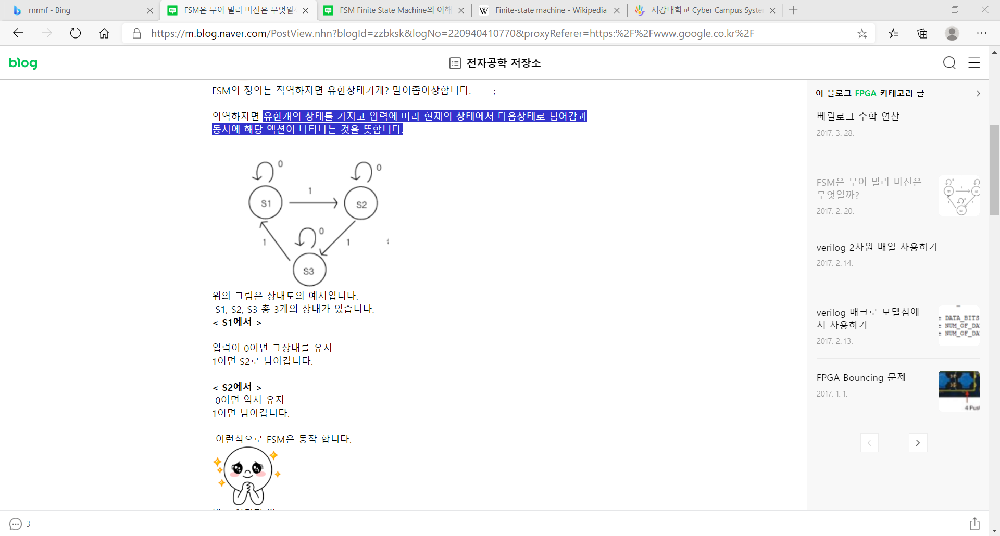 rnrmf - Bing
FSM은 무어 밀리 머신은 무엇일까
FSM Finite State Machine의 이해
Finite-state machine - Wikipedia
서강대학교 Cyber Campus Syste
https://m.blog.naver.com/PostView.nhn?blogId=zzbksk&logNo=220940410770&proxyReferer=https:%2F%2Fwww.google.co.kr%2F
blog
전자공학 저장소
FSM의 정의는 직역하자면 유한상태기계? 말이좀이상합니다. ㅡㅡ;
의역하자면 유한개의 상태를 가지고 입력에 따라 현재의 상태에서 다음상태로 넘어감과
동시에 해당 액션이 나타나는 것을 뜻합니다.
0
0
1
S1
S2
0
1
1
S3
위의 그림은 상태도의 예시입니다.
S1, S2, S3 총 3개의 상태가 있습니다.
< S1에서 >
입력이 0이면 그상태를 유지
1이면 S2로 넘어갑니다.
< S2에서 >
0이면 역시 유지
1이면 넘어갑니다.
이런식으로 FSM은 동작 합니다.
이 블로그 FPGA 카테고리 글
베릴로그 수학 연산
2017. 3. 28.
FSM은 무어 밀리 머신은
무엇일까?
2017. 2. 20.
S1
1
S2
0
1
1
S3
verilog 2차원 배열 사용하기
2017. 2. 14.
verilog 매크로 모델심에
서 사용하기
2017. 2. 13.
e DATA_BITS
e NUM_OF_DA
e NUM_OF_DA
FPGA Bouncing 문제
2017. 1. 1.
4 Pus
3